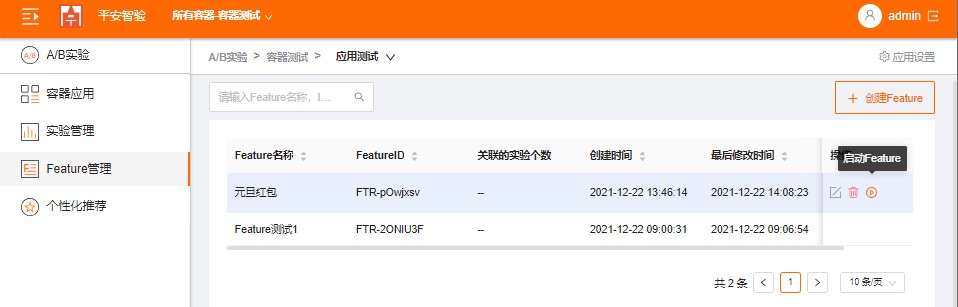 平安智验 所有容器-容器测试 admin
A/B A/B实验
容器应用
实验管理
Feature管理
个性化推荐
A/B实验 > 容器测试 > 应用测试 应用设置
请输入Feature名称, I... + 创建Feature
Feature名称 FeatureID 关联的实验个数 创建时间 最后修改时间
启动Feature
元旦红包 FTR-pOwjxsv -- 2021-12-22 13:46:14 2021-12-22 14:08:23
Feature测试1 FTR-2ONIU3F -- 2021-12-22 09:00:31 2021-12-22 09:06:54
共 2 条 < 1 > 10 条/页